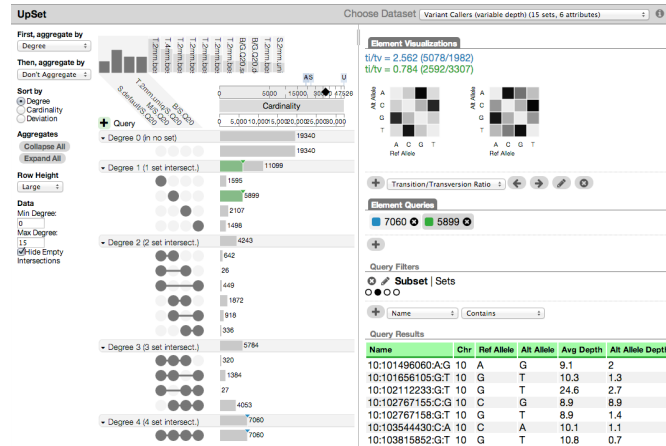 UpSet
Choose Dataset
Variant Callers (variable depth) (15 sets, 6 attributes)
First, aggregate by
Degree
Then, aggregate by
Don't Aggregate
Sort by
Degree
Cardinality
Deviation
Aggregates
Collapse All
Expand All
Row Height
Large
Data
Min Degree:
0
Max Degree:
15
Hide Empty
Intersections
AS
U
Cardinality
Query
Degree 0 (in no set)
19340
19340
Degree 1 (1 set intersect.)
11099
1595
5899
2107
1498
Degree 2 (2 set intersect.)
4243
642
26
449
1872
918
336
Degree 3 (3 set intersect.)
5784
320
1384
27
4053
Degree 4 (4 set intersect.)
7060
7060
Element Visualizations
ti/tv = 2.562 (5078/1982)
ti/tv = 0.784 (2592/3307)
Alt Allele
A
C
G
T
A C G T
Ref Allele
Alt Allele
A
C
G
T
A C G T
Ref Allele
Transition/Transversion Ratio
Element Queries
7060
5899
Query Filters
Subset | Sets
Name
Contains
Query Results
Name Chr Ref Allele Alt Allele Avg Depth Alt Allele Depth
10:101496060:A:G 10 A G 9.1 2
10:101656105:G:T 10 G T 10.3 1.3
10:102112233:G:T 10 G T 24.6 2.7
10:102767155:C:G 10 C G 8.9 8.9
10:102767158:G:T 10 G T 8.9 1.4
10:103544430:C:A 10 C A 10.1 1.1
10:103815852:G:T 10 G T 10.8 0.7